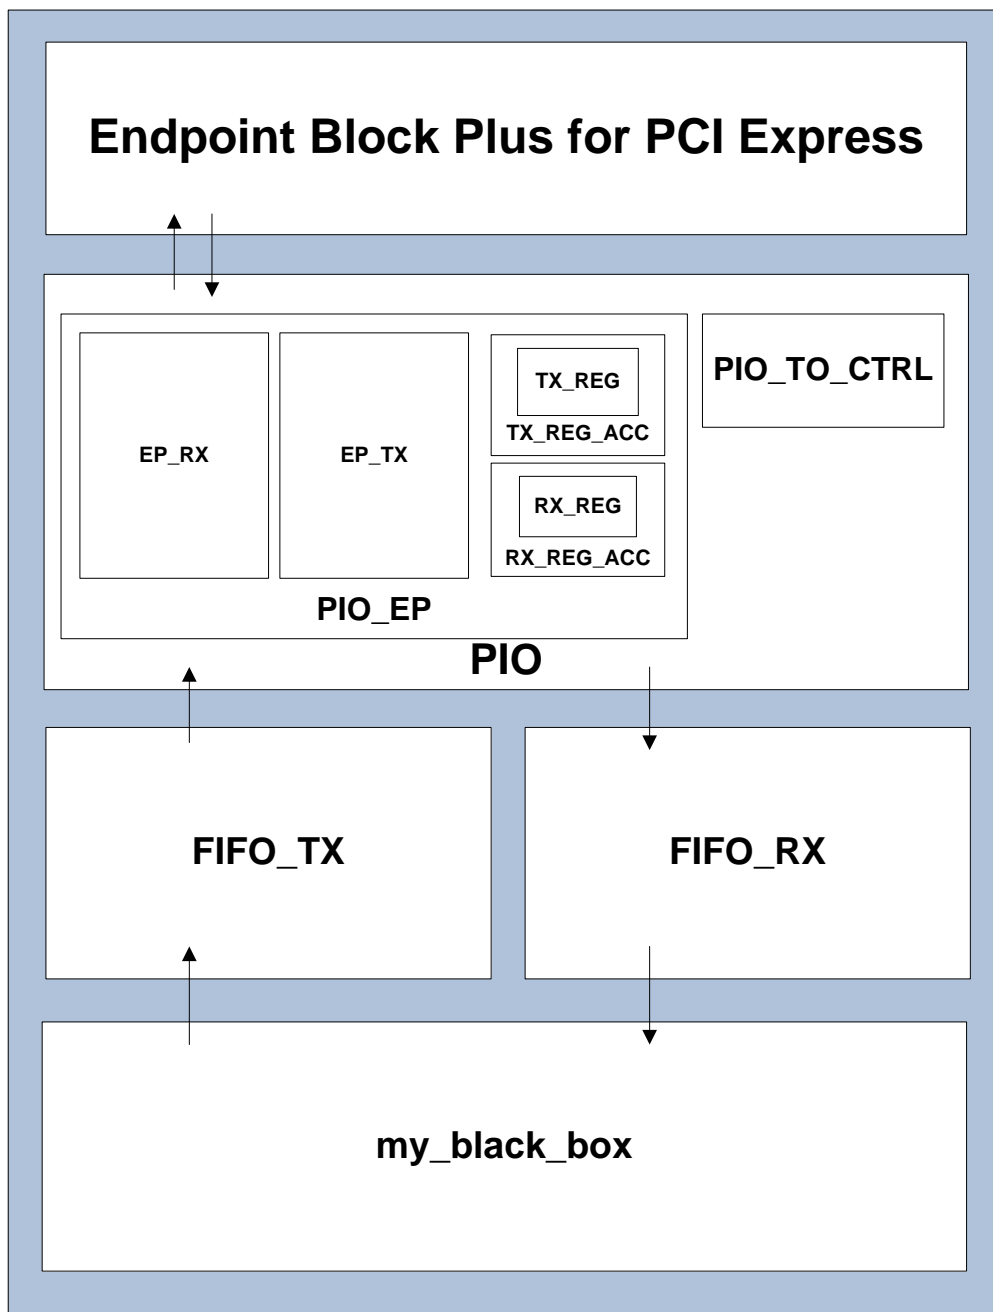 Endpoint Block Plus for PCI Express
PIO_TO_CTRL
TX_REG
TX_REG_ACC
EP_RX
EP_TX
RX_REG
RX_REG_ACC
PIO_EP
PIO
FIFO_TX
FIFO_RX
my_black_box